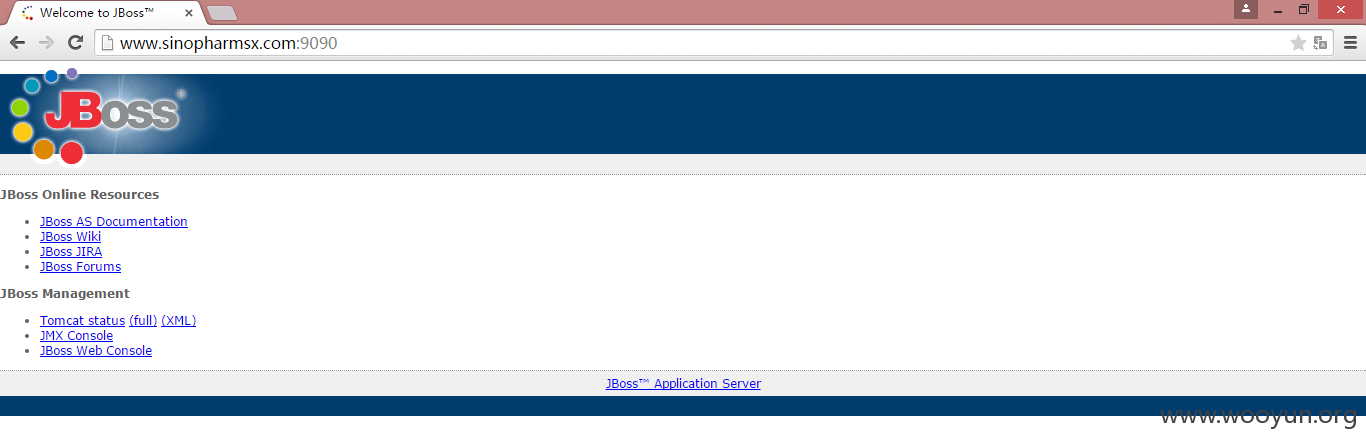 Welcome to JBoss™
www.sinopharmsx.com:9090
JBoss®
JBoss Online Resources
JBoss AS Documentation
JBoss Wiki
JBoss JIRA
JBoss Forums
JBoss Management
Tomcat status (full) (XML)
JMX Console
JBoss Web Console
JBoss™ Application Server
www.wooyun.org